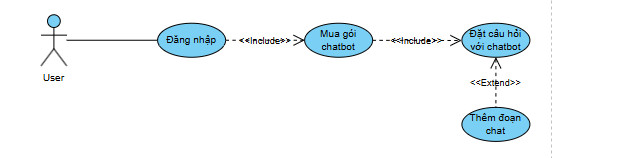 Đăng nhập
<<Include>>
Mua gói
chatbot
<<Include>>
Đặt câu hỏi
với chatbot
User
<<Extend>>
Thêm đoạn
chat